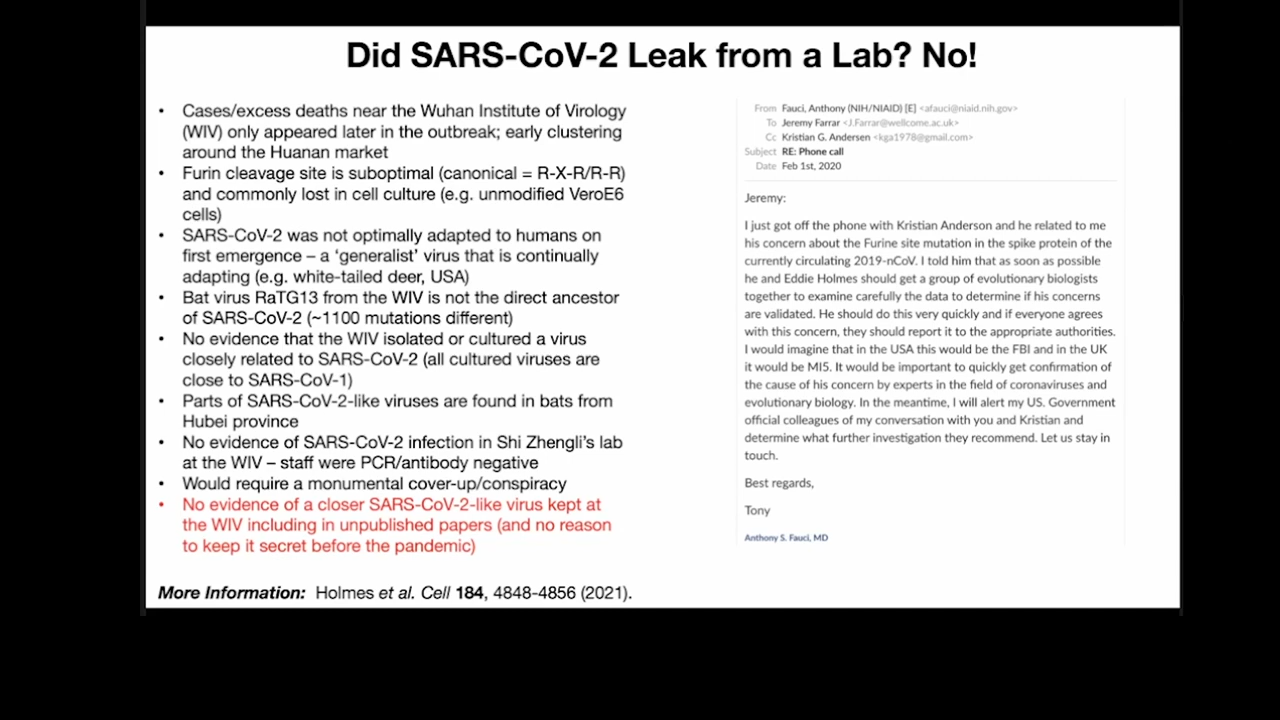 Did SARS-CoV-2 Leak from a Lab? No!
• Cases/excess deaths near the Wuhan Institute of Virology
(WIV) only appeared later in the outbreak; early clustering
around the Huanan market
• Furin cleavage site is suboptimal (canonical = R-X-R/R-R)
and commonly lost in cell culture (e.g. unmodified VeroE6
cells)
• SARS-CoV-2 was not optimally adapted to humans on
first emergence – a ‘generalist’ virus that is continually
adapting (e.g. white-tailed deer, USA)
• Bat virus RaTG13 from the WIV is not the direct ancestor
of SARS-CoV-2 (~1100 mutations different)
• No evidence that the WIV isolated or cultured a virus
closely related to SARS-CoV-2 (all cultured viruses are
close to SARS-CoV-1)
• Parts of SARS-CoV-2-like viruses are found in bats from
Hubei province
• No evidence of SARS-CoV-2 infection in Shi Zhengli’s lab
at the WIV – staff were PCR/antibody negative
• Would require a monumental cover-up/conspiracy
• No evidence of a closer SARS-CoV-2-like virus kept at
the WIV including in unpublished papers (and no reason
to keep it secret before the pandemic)
More Information: Holmes et al. Cell 184, 4848-4856 (2021).
From Fauci, Anthony (NIH/NIAID) [E] <afauci@niaid.nih.gov>
To Jeremy Farrar <J.Farrar@wellcome.ac.uk>
Cc Kristian G. Andersen <kga1978@gmail.com>
Subject RE: Phone call
Date Feb 1st, 2020
Jeremy:
I just got off the phone with Kristian Anderson and he related to me
his concern about the Furine site mutation in the spike protein of the
currently circulating 2019-nCoV. I told him that as soon as possible
he and Eddie Holmes should get a group of evolutionary biologists
together to examine carefully the data to determine if his concerns
are validated. He should do this very quickly and if everyone agrees
with this concern, they should report it to the appropriate authorities.
I would imagine that in the USA this would be the FBI and in the UK
it would be MI5. It would be important to quickly get confirmation of
the cause of his concern by experts in the field of coronaviruses and
evolutionary biology. In the meantime, I will alert my US. Government
official colleagues of my conversation with you and Kristian and
determine what further investigation they recommend. Let us stay in
touch.
Best regards,
Tony
Anthony S. Fauci, MD